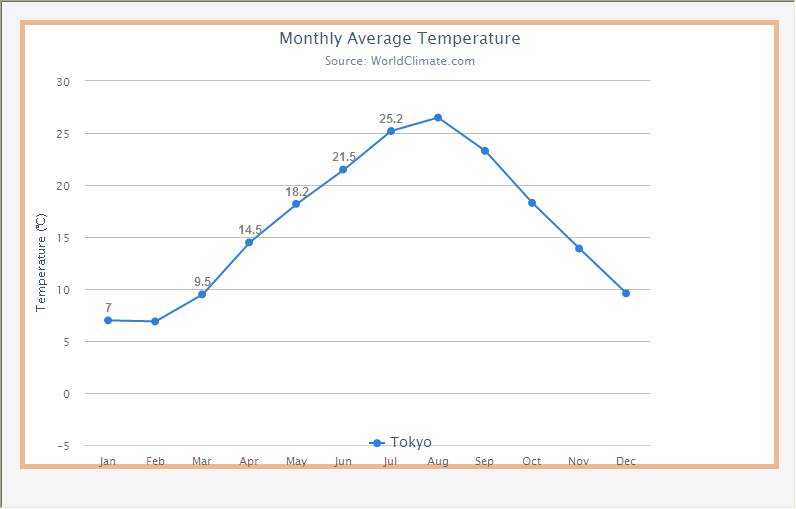 Monthly Average Temperature
Source: WorldClimate.com
Temperature (℃)
30
25
20
15
10
5
0
-5
7
9.5
14.5
18.2
21.5
25.2
Tokyo
Jan Feb Mar Apr May Jun Jul Aug Sep Oct Nov Dec